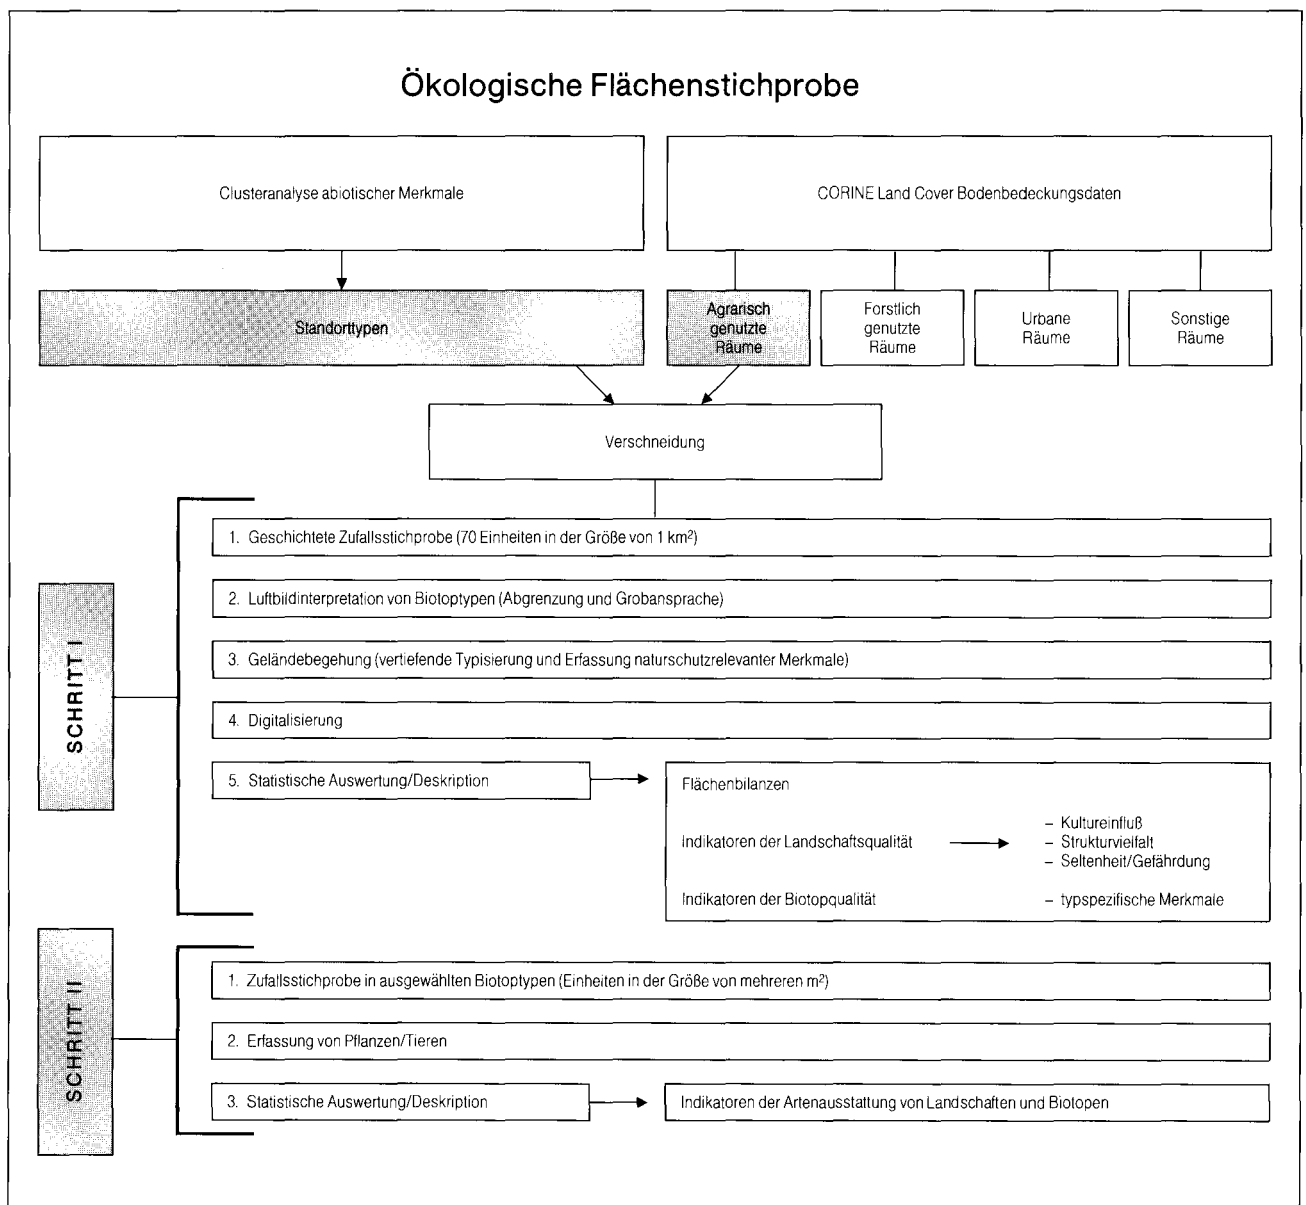 Ökologische Flächenstichprobe
Clusteranalyse abiotischer Merkmale
CORINE Land Cover Bodenbedeckungsdaten
Standorttypen
Agrarisch
genutzte
Räume
Forstlich
genutzte
Räume
Urbane
Räume
Sonstige
Räume
Verschneidung
SCHRITT I
1. Geschichtete Zufallsstichprobe (70 Einheiten in der Größe von 1 km²)
2. Luftbildinterpretation von Biotoptypen (Abgrenzung und Grobansprache)
3. Geländebegehung (vertiefende Typisierung und Erfassung naturschutzrelevanter Merkmale)
4. Digitalisierung
5. Statistische Auswertung/Deskription
Flächenbilanzen
Indikatoren der Landschaftsqualität
– Kultureinfluß
– Strukturvielfalt
– Seltenheit/Gefährdung
Indikatoren der Biotopqualität
– typspezifische Merkmale
SCHRITT II
1. Zufallsstichprobe in ausgewählten Biotoptypen (Einheiten in der Größe von mehreren m²)
2. Erfassung von Pflanzen/Tieren
3. Statistische Auswertung/Deskription
Indikatoren der Artenausstattung von Landschaften und Biotopen